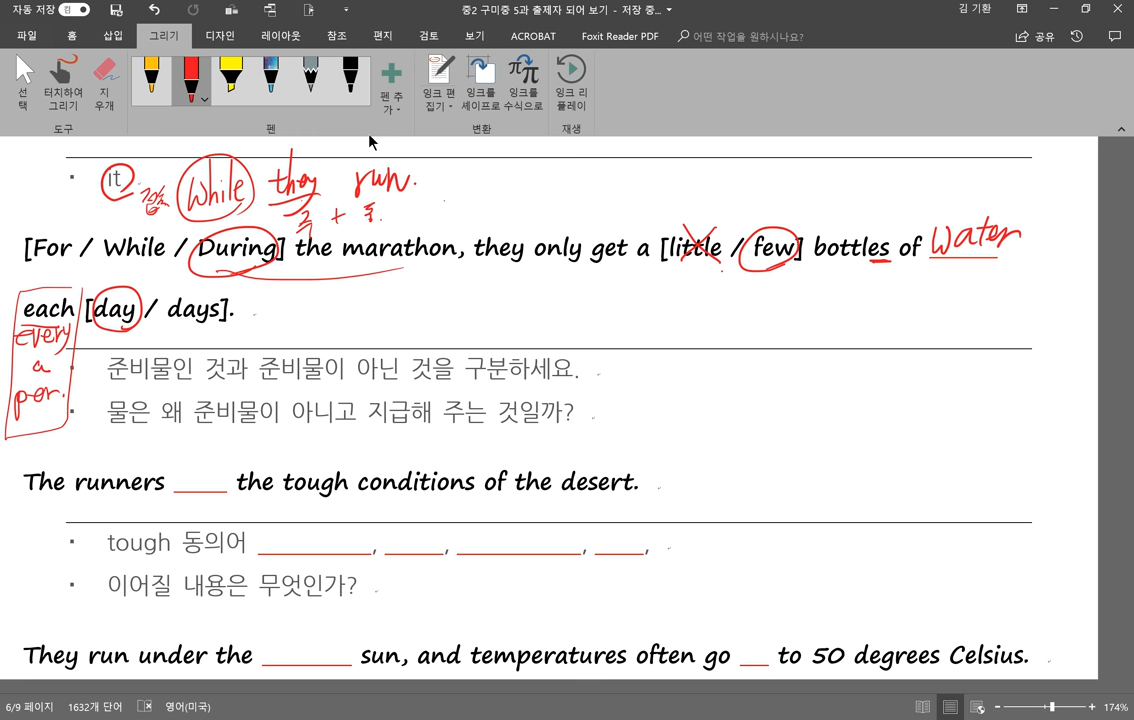 자동 저장 컴 중2 구미중 5과 출제자 되어 보기 - 저장 중... 김 기환
파일 홈 삽입 그리기 디자인 레이아웃 참조 편지 검토 보기 ACROBAT Foxit Reader PDF 어떤 작업을 원하시나요? 공유
선택 터치하여 그리기 지우개 펜 추가 잉크 편집기 잉크를 셰이프로 잉크를 수식으로 잉크 리플레이
도구 펜 변환 재생
It While they run.
주 + 동.
[For / While / During] the marathon, they only get a [little / few] bottles of water
each [day / days].
every
a
per.
준비물인 것과 준비물이 아닌 것을 구분하세요.
물은 왜 준비물이 아니고 지급해 주는 것일까?
The runners _____ the tough conditions of the desert.
tough 동의어 __________, _____, ___________, ____,
이어질 내용은 무엇인가?
They run under the ________ sun, and temperatures often go __ to 50 degrees Celsius.
6/9 페이지 1632개 단어 영어(미국) 174%